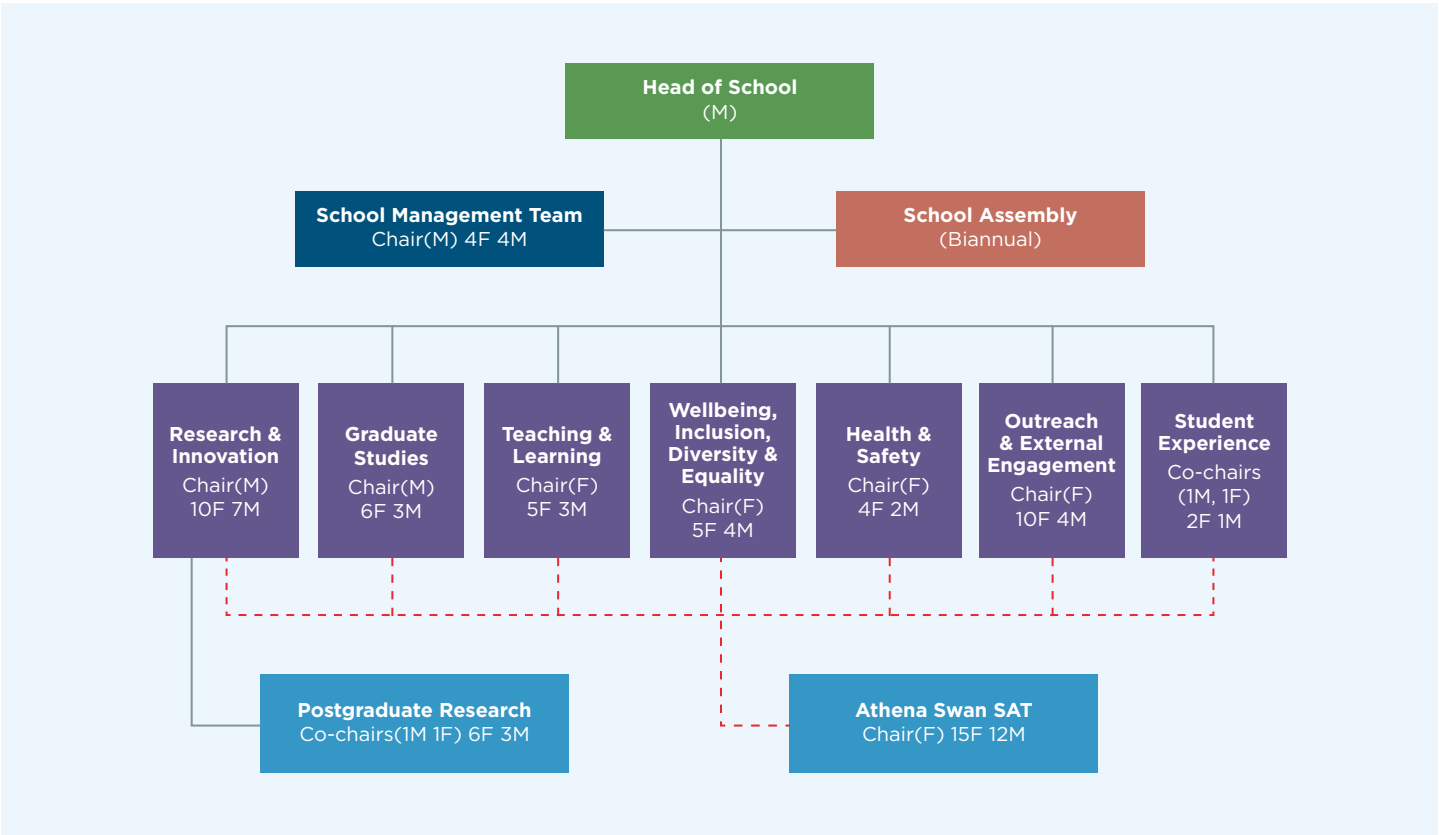 Head of School
(M)
School Management Team
Chair(M) 4F 4M
School Assembly
(Biannual)
Research &
Innovation
Chair(M)
10F 7M
Graduate
Studies
Chair(M)
6F 3M
Teaching &
Learning
Chair(F)
5F 3M
Wellbeing,
Inclusion,
Diversity &
Equality
Chair(F)
5F 4M
Health &
Safety
Chair(F)
4F 2M
Outreach
& External
Engagement
Chair(F)
10F 4M
Student
Experience
Co-chairs
(1M, 1F)
2F 1M
Postgraduate Research
Co-chairs(1M 1F) 6F 3M
Athena Swan SAT
Chair(F) 15F 12M